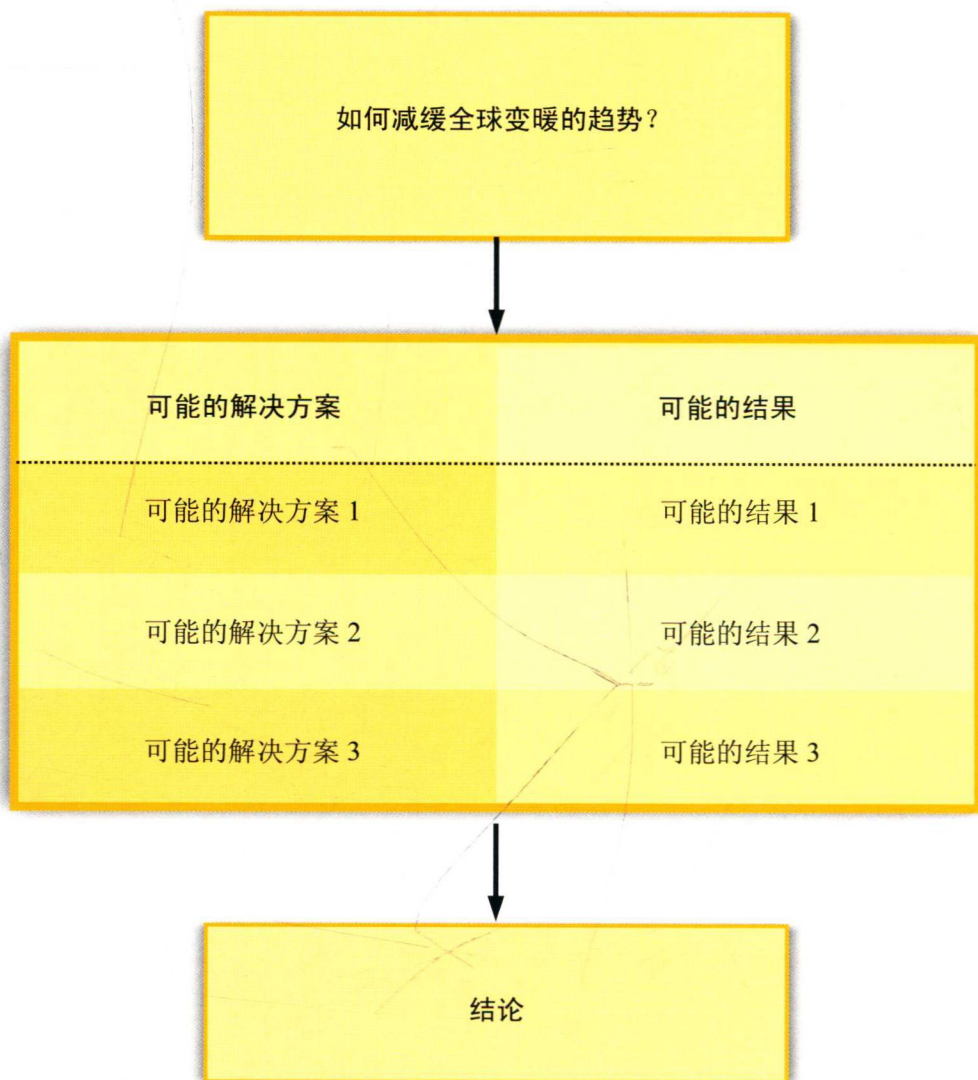 如何减缓全球变暖的趋势？
可能的解决方案 可能的结果
可能的解决方案 1 可能的结果 1
可能的解决方案 2 可能的结果 2
可能的解决方案 3 可能的结果 3
结论